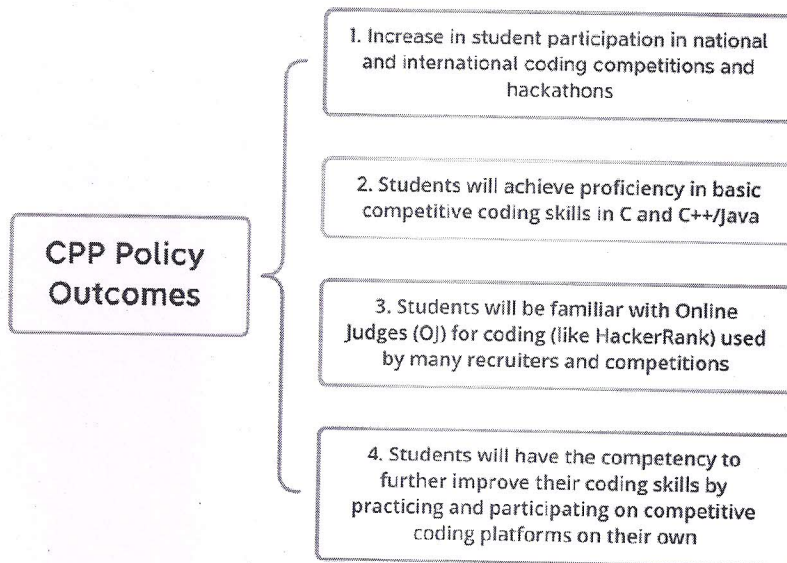 CPP Policy
Outcomes
1. Increase in student participation in national
and international coding competitions and
hackathons
2. Students will achieve proficiency in basic
competitive coding skills in C and C++/Java
3. Students will be familiar with Online
Judges (OJ) for coding (like HackerRank) used
by many recruiters and competitions
4. Students will have the competency to
further improve their coding skills by
practicing and participating on competitive
coding platforms on their own